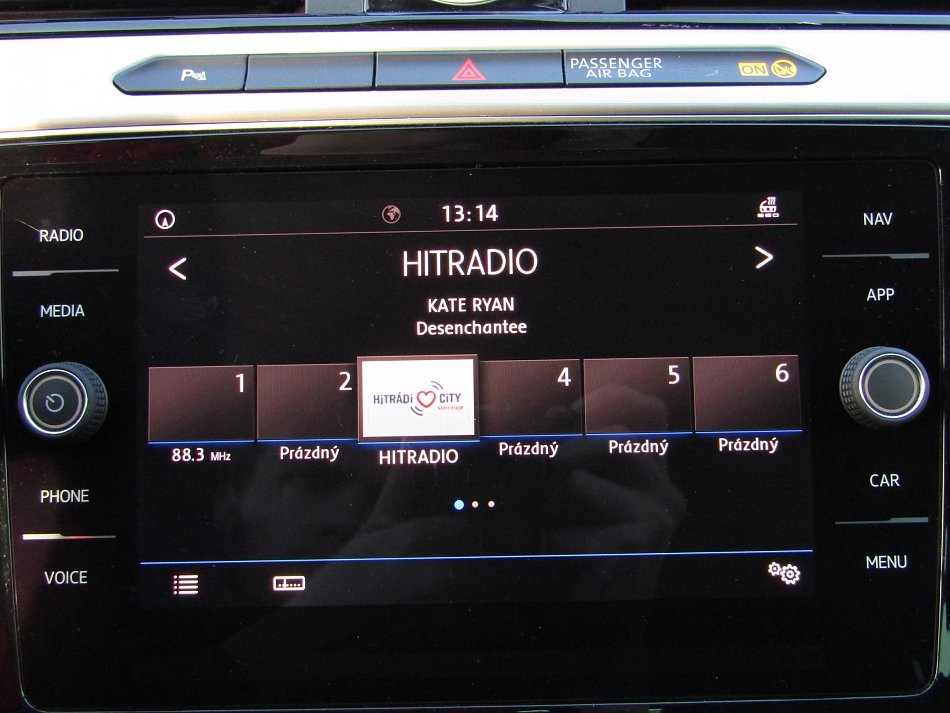 P
PASSENGER
AIR BAG
ON
13:14
RADIO
NAV
HITRADIO
MEDIA
APP
KATE RYAN
Desenchantee
1
2
HiTRÁDi CiTY
4
5
6
88.3 MHz
Prázdný
HITRADIO
Prázdný
Prázdný
Prázdný
PHONE
CAR
VOICE
MENU